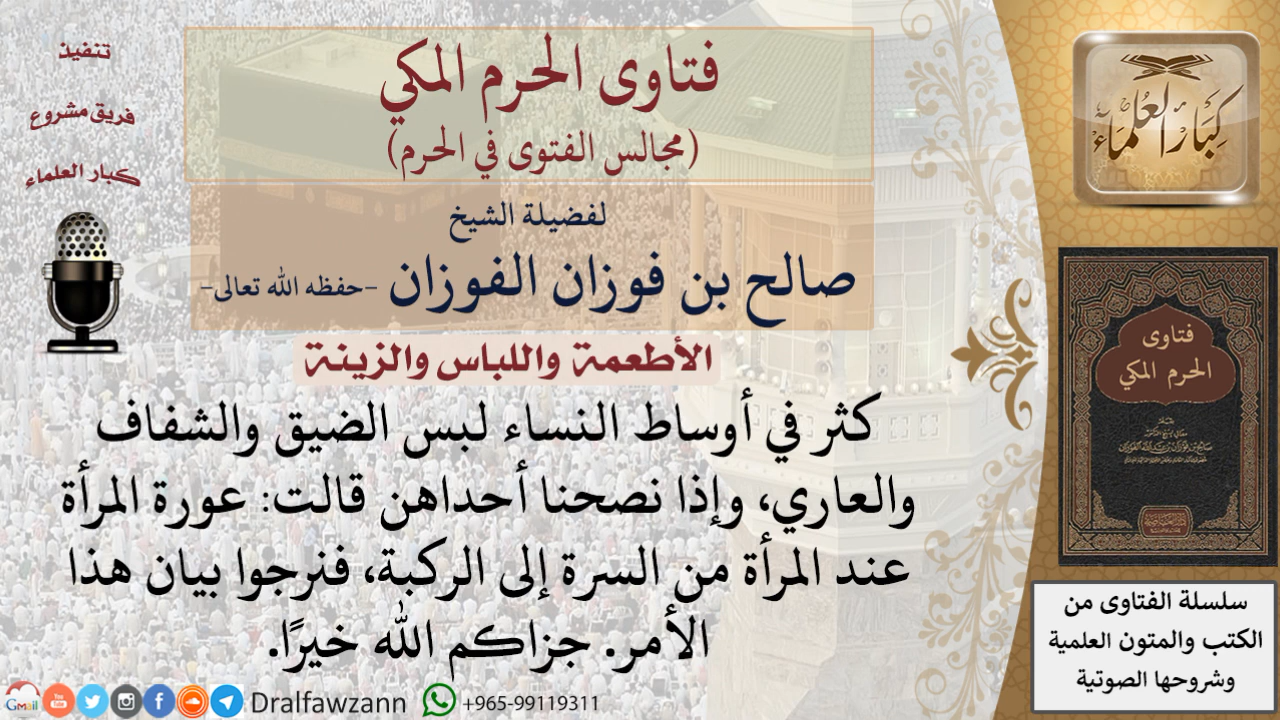 تنفيذ
فريق مشروع
كبار العلماء
فتاوى الحرم المكي
(مجالس الفتوى في الحرم)
لفضيلة الشيخ
صالح بن فوزان الفوزان -حفظه الله تعالى-
الأطعمة واللباس والزينة
كثر في أوساط النساء لبس الضيق والشفاف
والعاري، وإذا نصحنا أحداهن قالت: عورة المرأة
عند المرأة من السرة إلى الركبة، فنرجوا بيان هذا
الأمر. جزاكم الله خيرًا.
كبار العلماء
فتاوى
الحرم المكي
سلسلة الفتاوى من
الكتب والمتون العلمية
وشروحها الصوتية
Gmail
You
Tube
Dralfawzann
+965-99119311